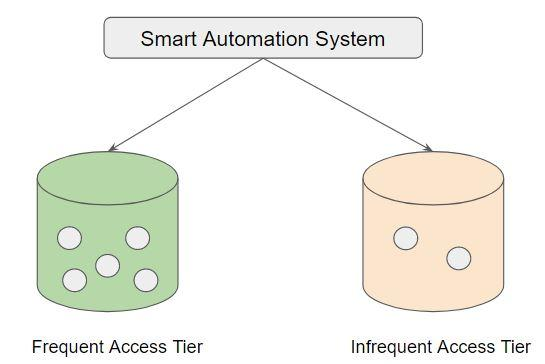 Smart Automation System
Frequent Access Tier
Infrequent Access Tier